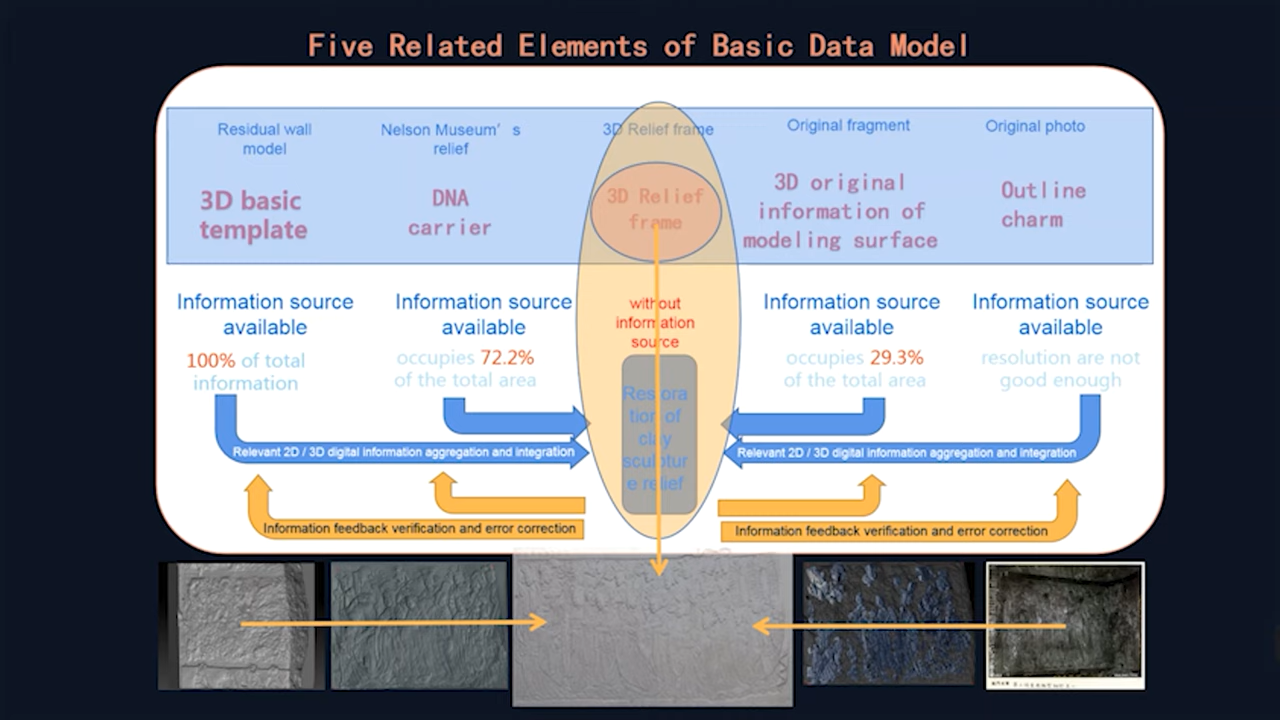 Five Related Elements of Basic Data Model
Residual wall
model
Nelson Museum’s
relief
3D Relief frame
Original fragment
Original photo
3D basic
template
DNA
carrier
3D Relief
frame
3D original
information of
modeling surface
Outline
charm
Information source
available
100% of total
information
Information source
available
occupies 72.2%
of the total area
without
information
source
Information source
available
occupies 29.3%
of the total area
Information source
available
resolution are not
good enough
Restora
tion of
clay
sculptur
e relief
Relevant 2D / 3D digital information aggregation and integration
Relevant 2D / 3D digital information aggregation and integration
Information feedback verification and error correction
Information feedback verification and error correction